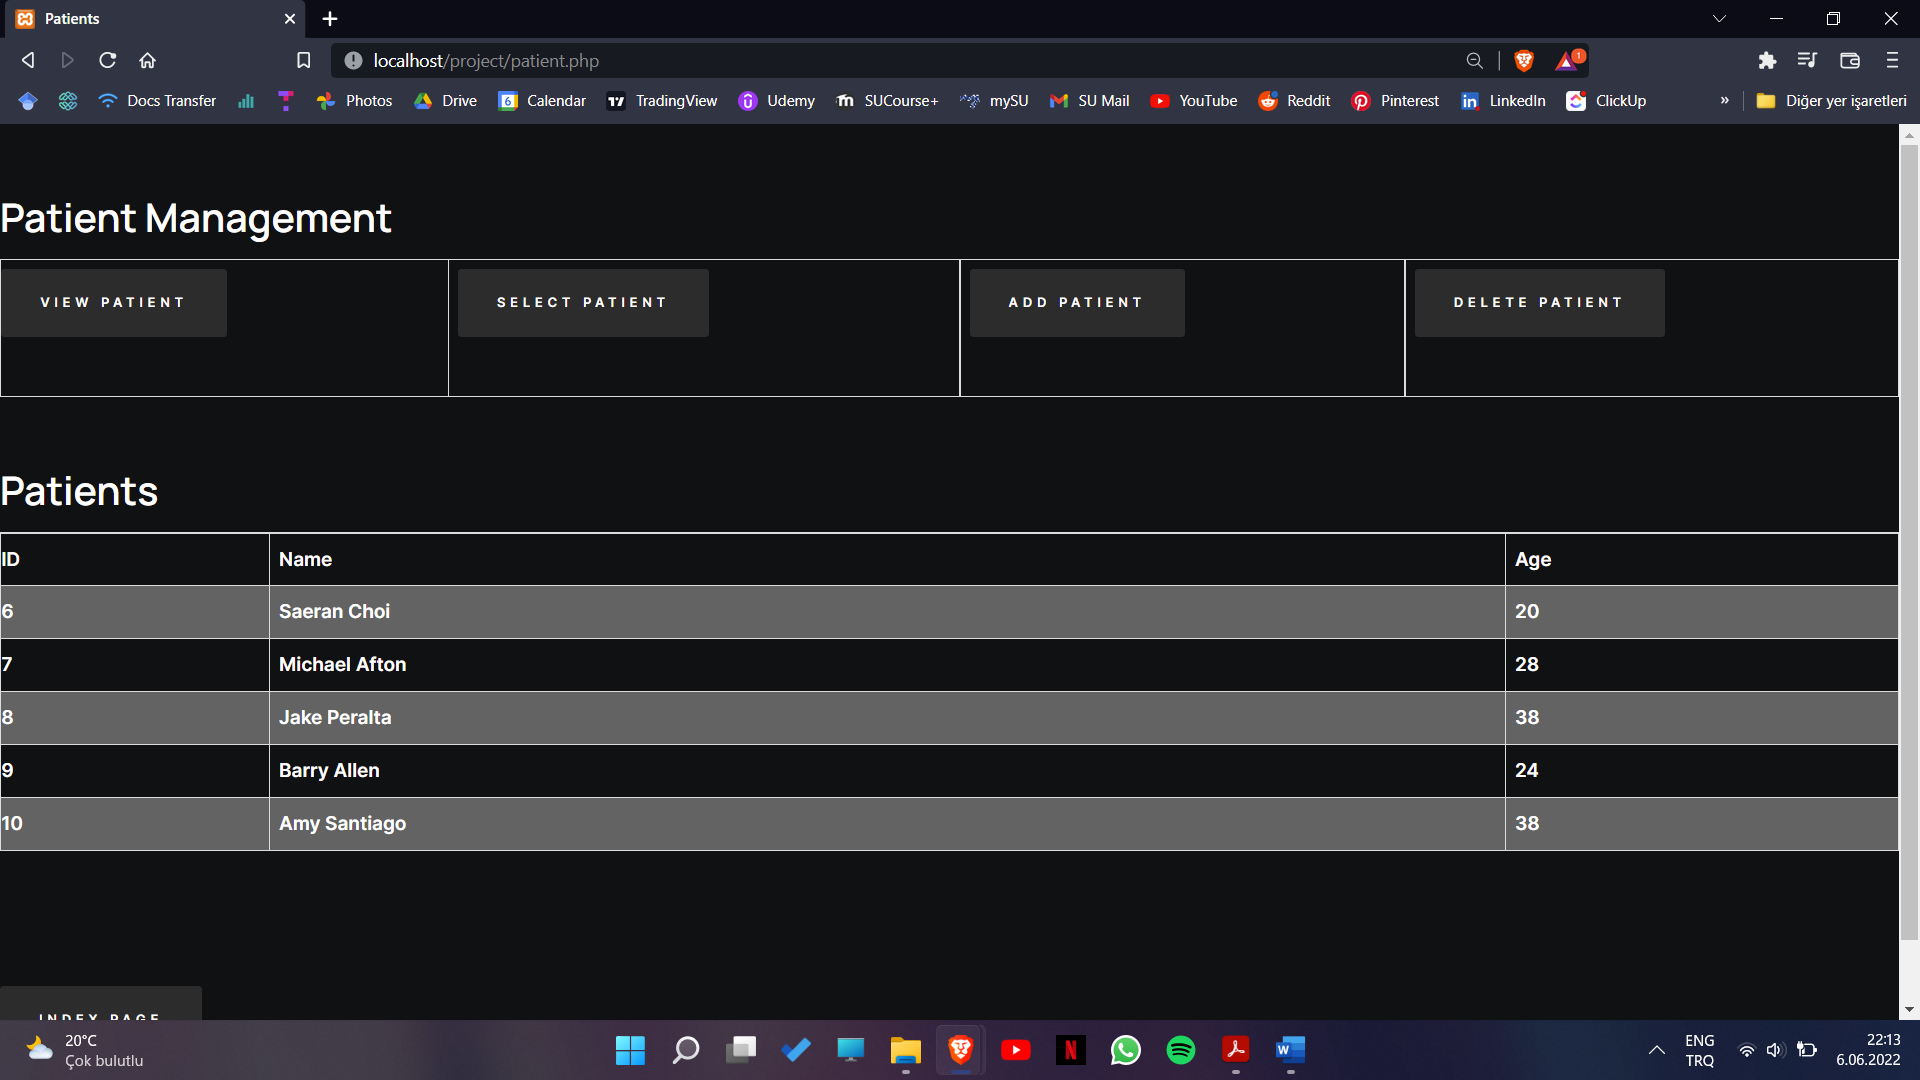 Patients
localhost/project/patient.php
1
Docs Transfer Photos Drive 6 Calendar TradingView Udemy SUCourse+ mySU SU Mail YouTube Reddit Pinterest LinkedIn ClickUp » Diğer yer işaretleri
Patient Management
VIEW PATIENT SELECT PATIENT ADD PATIENT DELETE PATIENT
Patients
ID Name Age
6 Saeran Choi 20
7 Michael Afton 28
8 Jake Peralta 38
9 Barry Allen 24
10 Amy Santiago 38
INDEX PAGE
20°C
Çok bulutlu
ENG
TRQ
22:13
6.06.2022